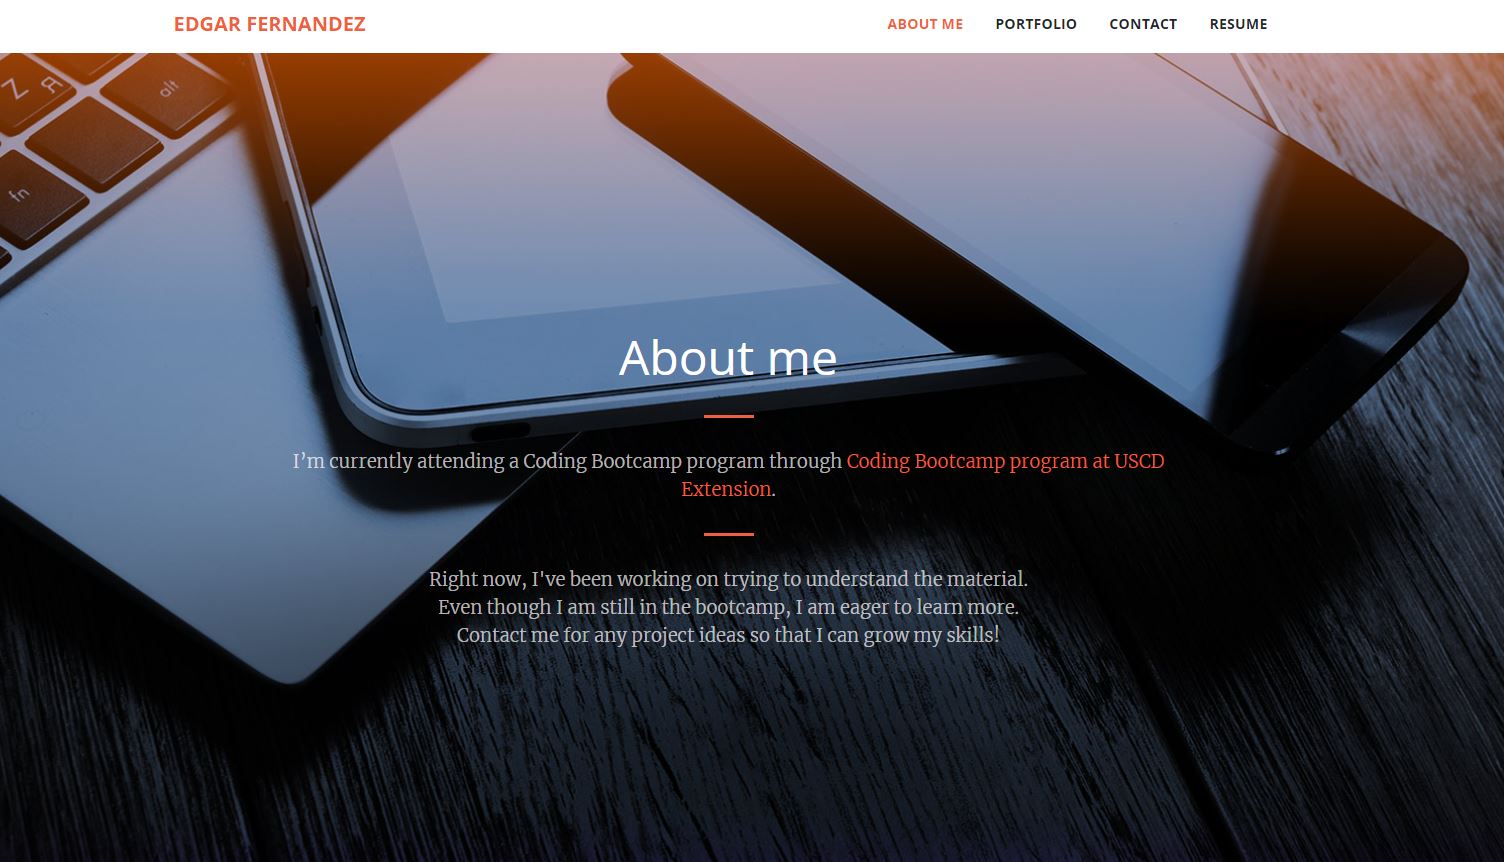 EDGAR FERNANDEZ
ABOUT ME PORTFOLIO CONTACT RESUME
Z Я alt
fn
About me
I’m currently attending a Coding Bootcamp program through Coding Bootcamp program at USCD
Extension.
Right now, I've been working on trying to understand the material.
Even though I am still in the bootcamp, I am eager to learn more.
Contact me for any project ideas so that I can grow my skills!